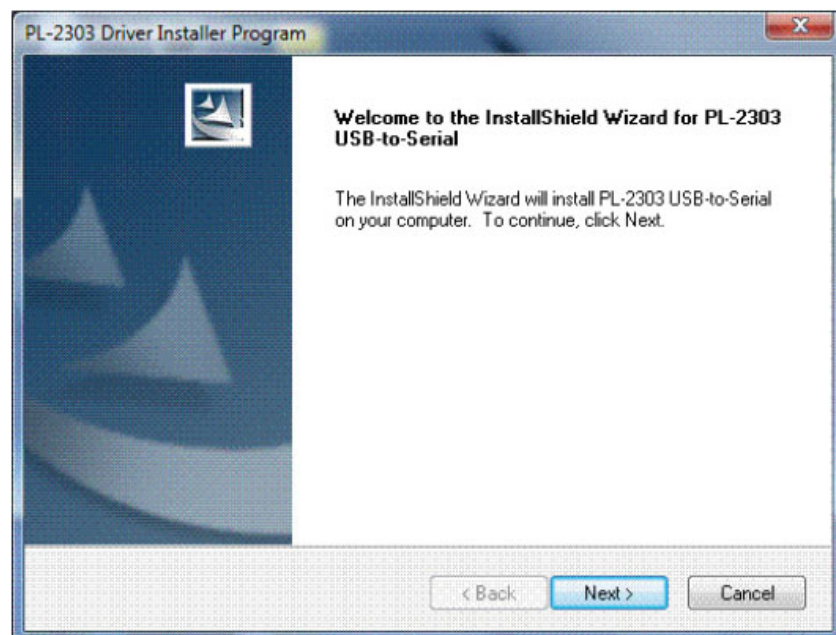 PL-2303 Driver Installer Program
Welcome to the InstallShield Wizard for PL-2303
USB-to-Serial
The InstallShield Wizard will install PL-2303 USB-to-Serial
on your computer. To continue, click Next.
< Back Next > Cancel